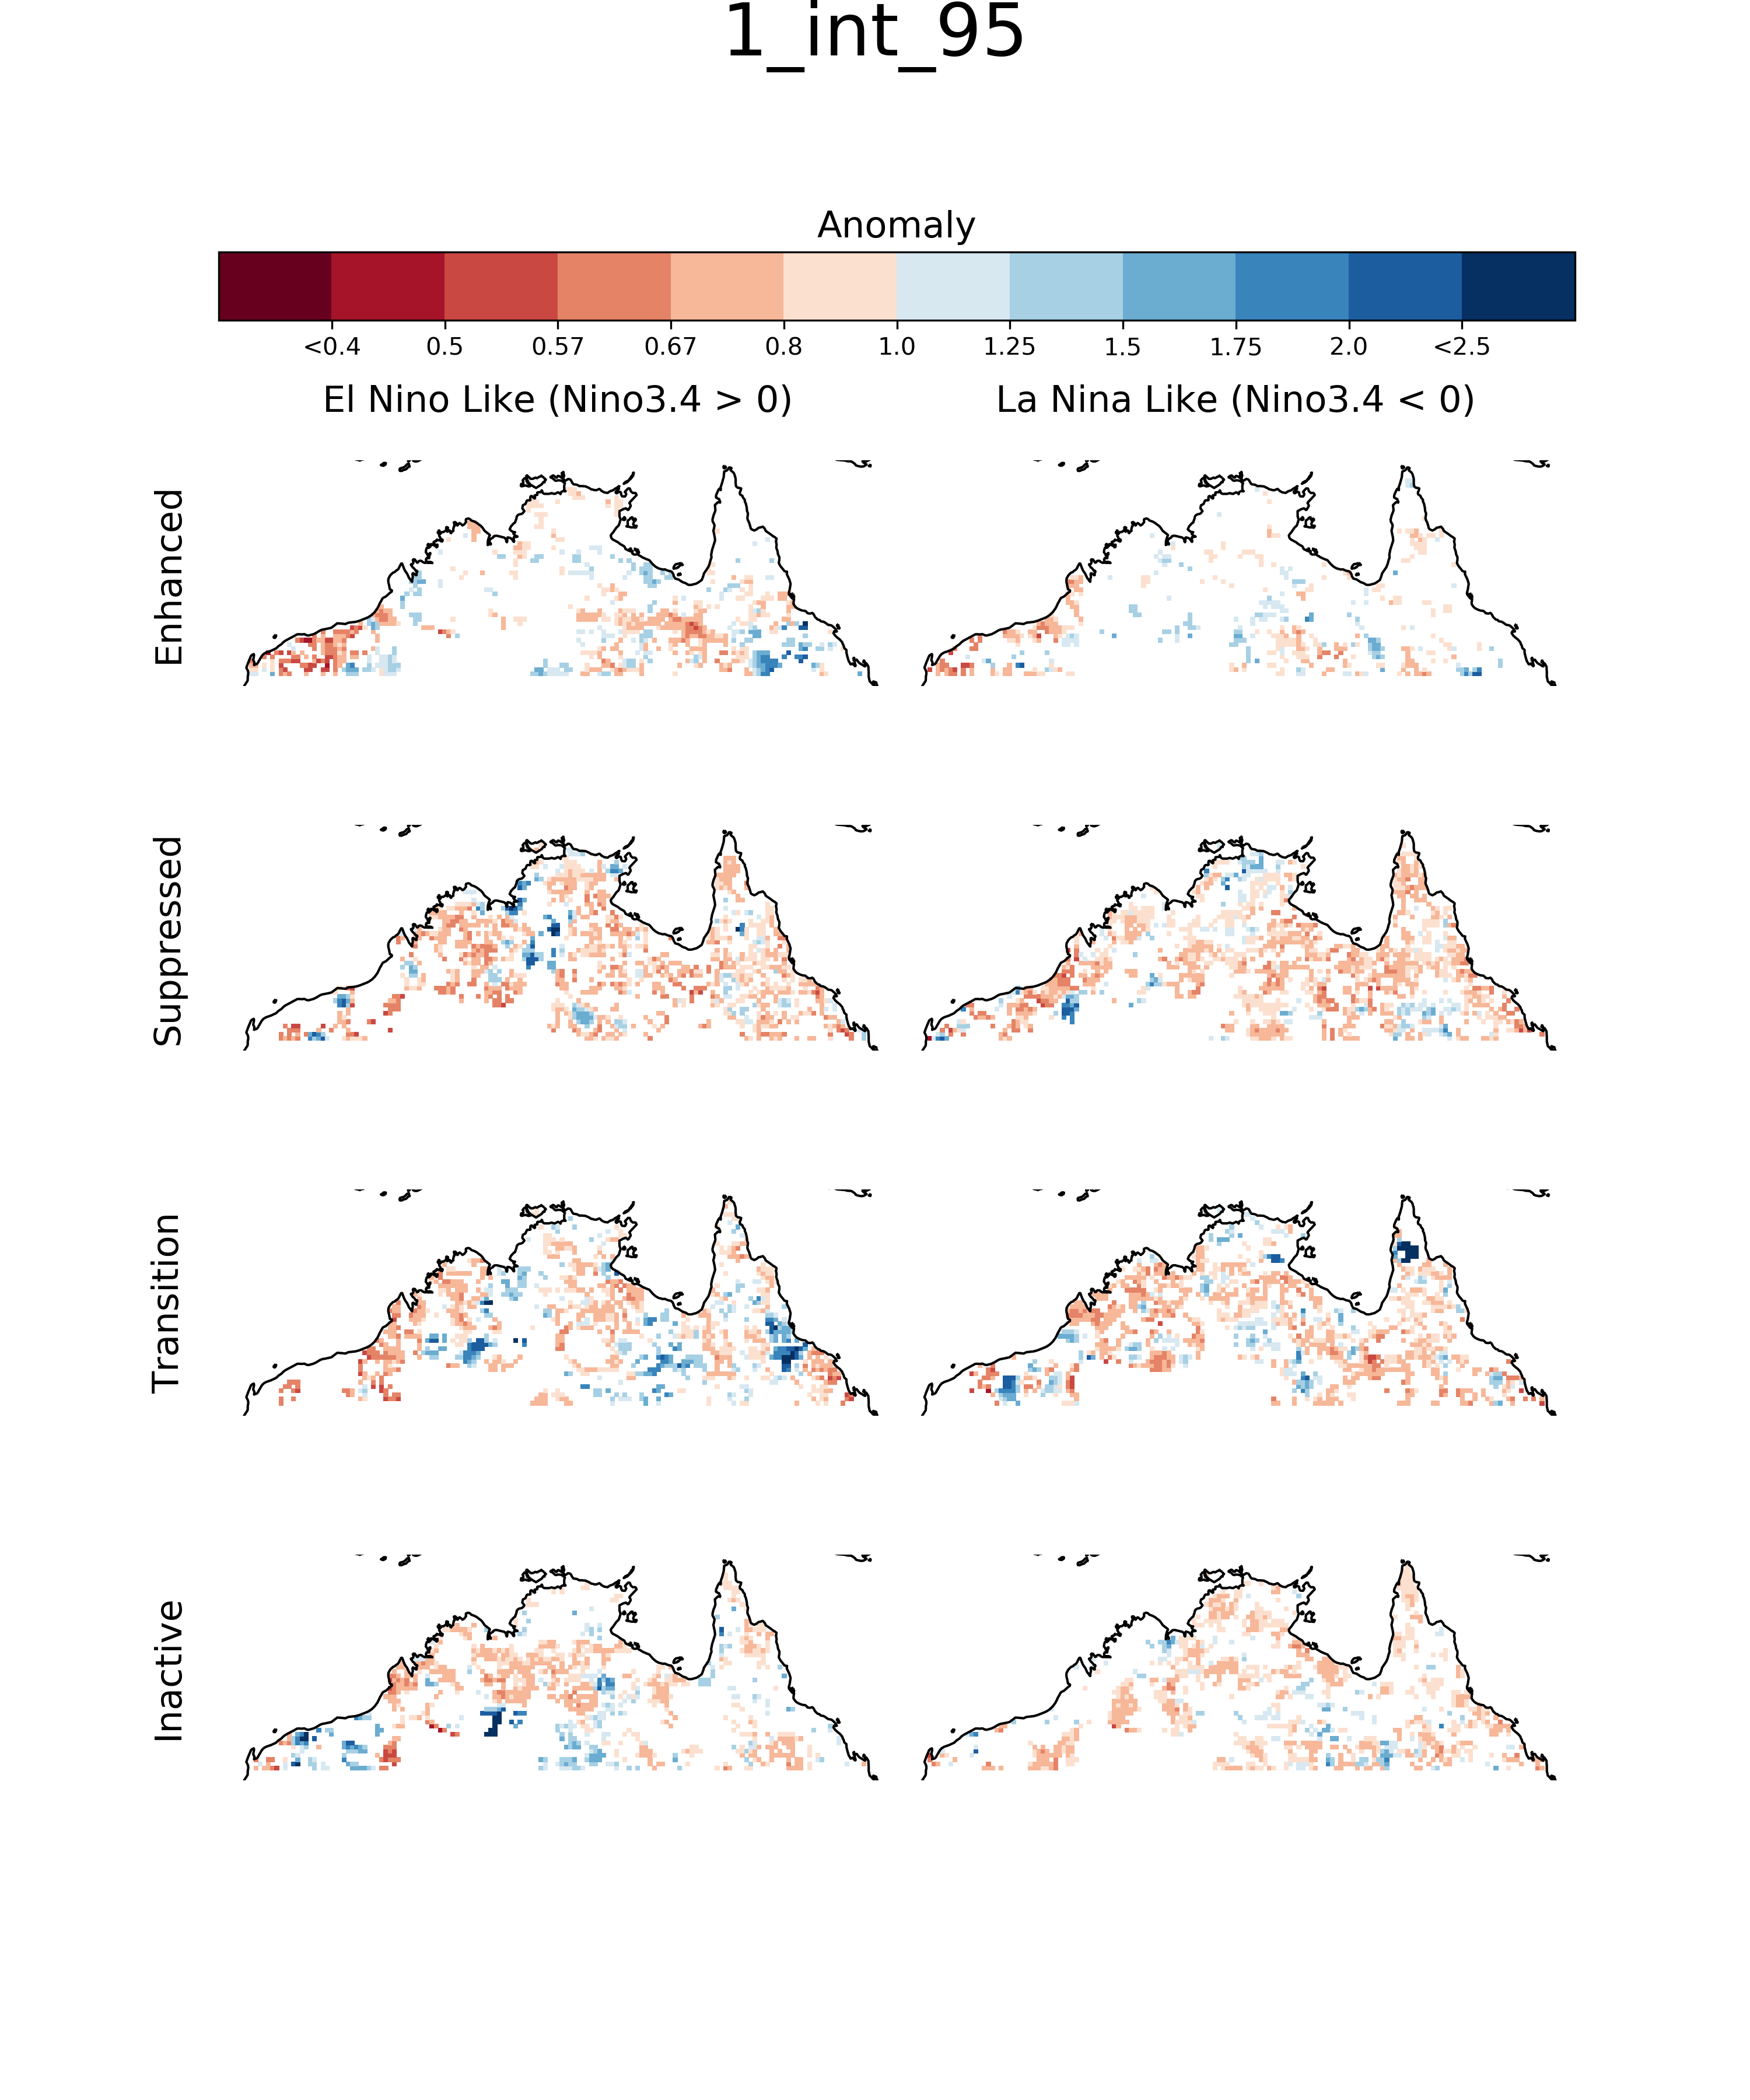 1_int_95
Anomaly
<0.4 0.5 0.57 0.67 0.8 1.0 1.25 1.5 1.75 2.0 <2.5
El Nino Like (Nino3.4 > 0) La Nina Like (Nino3.4 < 0)
Enhanced
Suppressed
Transition
Inactive